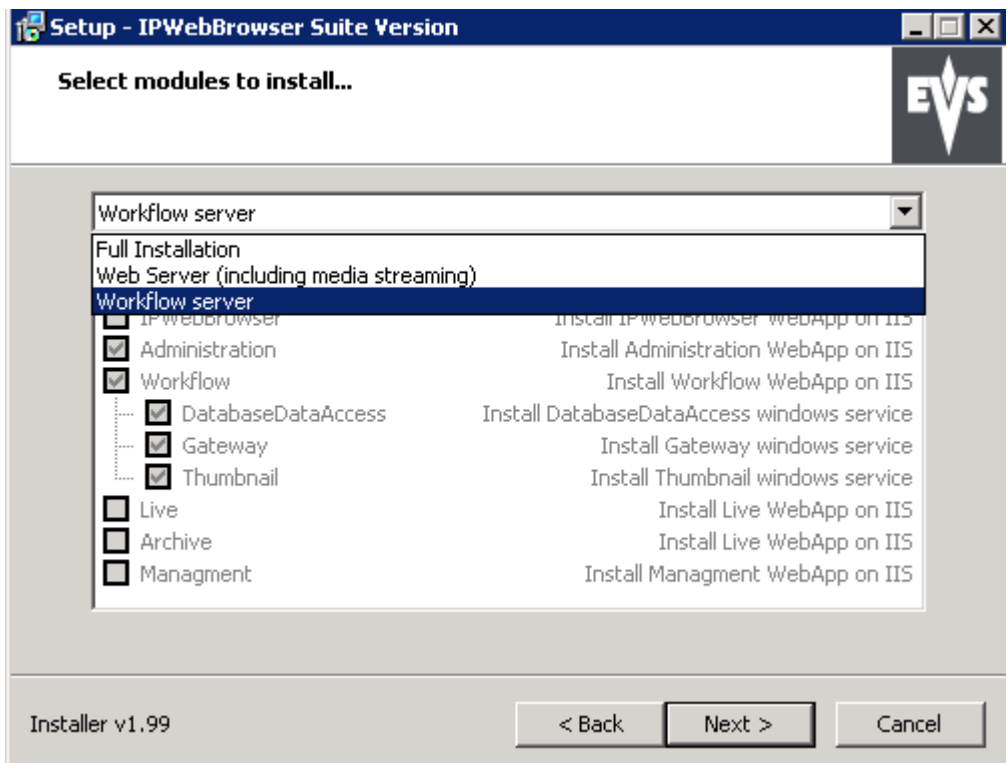 Setup - IPWebBrowser Suite Version
Select modules to install...
EVS
Workflow server
Full Installation
Web Server (including media streaming)
Workflow server
IPWebBrowser Install IPWebBrowser WebApp on IIS
Administration Install Administration WebApp on IIS
Workflow Install Workflow WebApp on IIS
DatabaseDataAccess Install DatabaseDataAccess windows service
Gateway Install Gateway windows service
Thumbnail Install Thumbnail windows service
Live Install Live WebApp on IIS
Archive Install Live WebApp on IIS
Managment Install Managment WebApp on IIS
Installer v1.99 < Back Next > Cancel